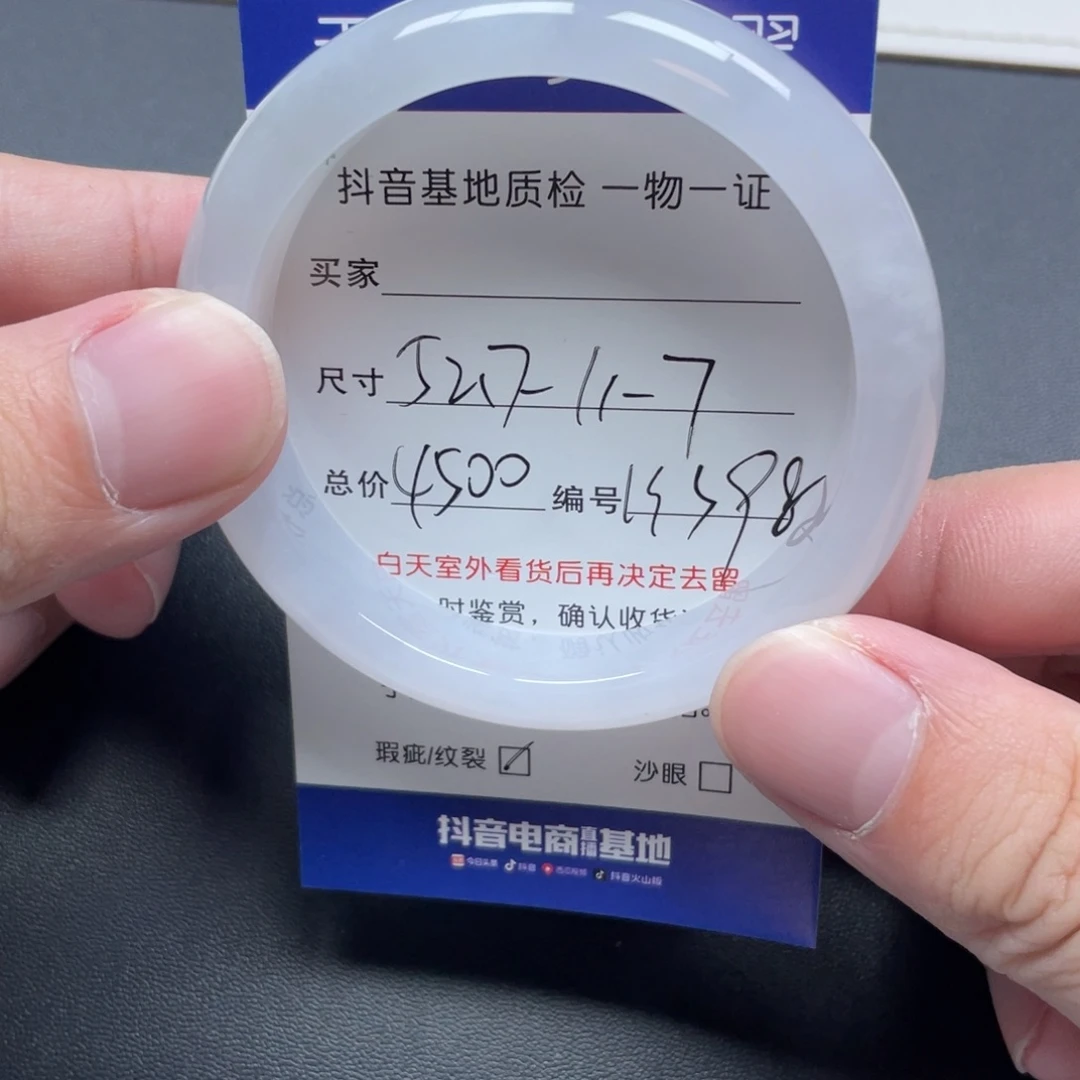 抖音基地质检 一物一证
买家
尺寸 52.7-11-7
总价 4500 编号
白天室外看货后再决定去留
时鉴赏，确认收货
瑕疵/纹裂 沙眼
抖音电商直播基地
今日头条 抖音 西瓜视频 抖音火山版